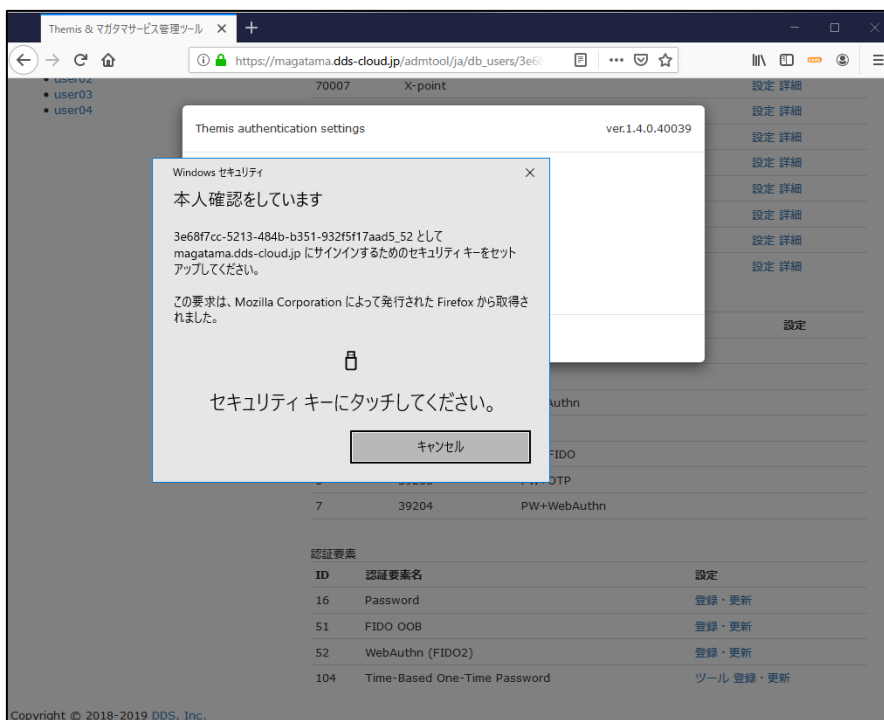 Themis & マガタマサービス管理ツール
https://magatama.dds-cloud.jp/admtool/ja/db_users/3e68
user02
user03
user04
70007 X-point 設定 詳細
設定 詳細
設定 詳細
設定 詳細
設定 詳細
設定 詳細
設定 詳細
設定 詳細
Themis authentication settings ver.1.4.0.40039
Windows セキュリティ
本人確認をしています
3e68f7cc-5213-484b-b351-932f5f17aad5_52 として
magatama.dds-cloud.jp にサインインするためのセキュリティ キーをセット
アップしてください。
この要求は、Mozilla Corporation によって発行された Firefox から取得さ
れました。
セキュリティ キーにタッチしてください。
キャンセル
設定
Authn
FIDO
7 39204 PW+WebAuthn
認証要素
ID 認証要素名 設定
16 Password 登録・更新
51 FIDO OOB 登録・更新
52 WebAuthn (FIDO2) 登録・更新
104 Time-Based One-Time Password ツール 登録・更新
Copyright © 2018-2019 DDS, Inc.